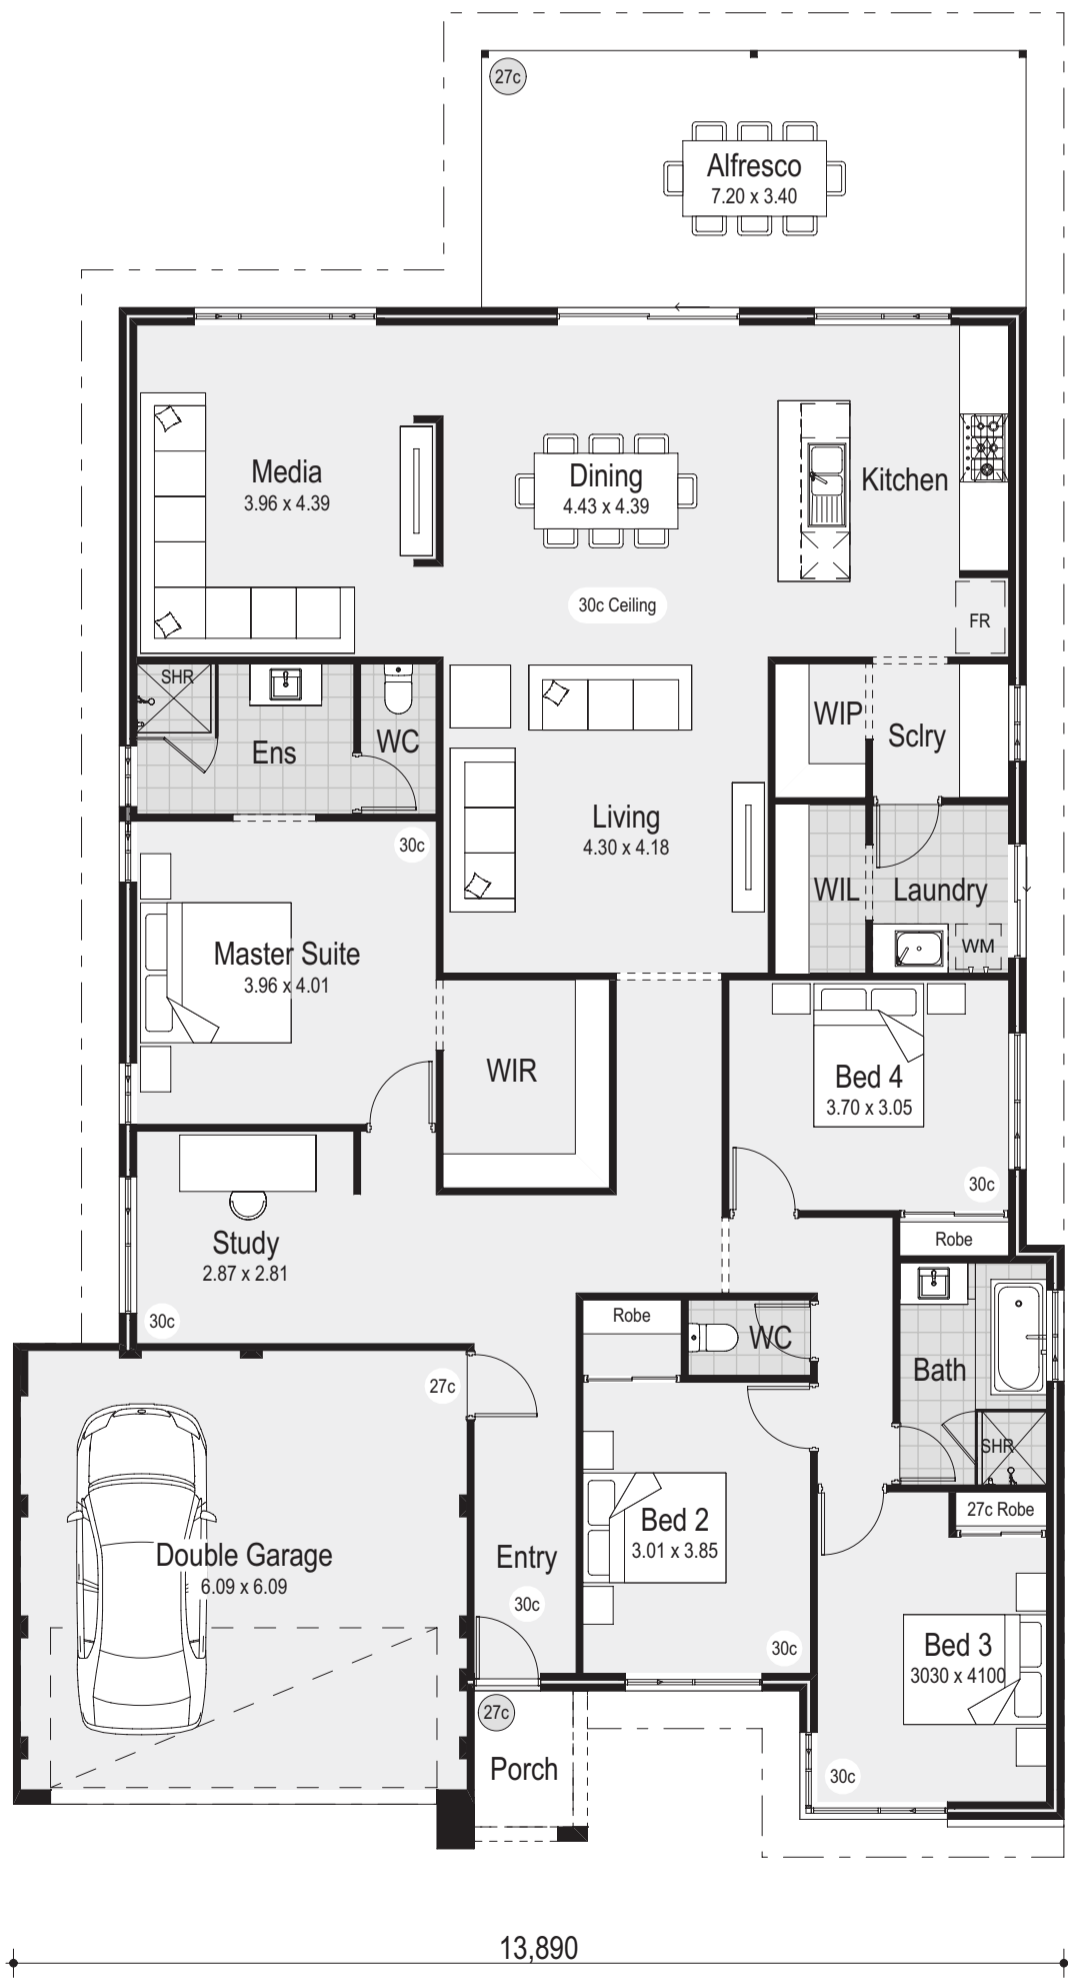 27c
Alfresco
7.20 x 3.40
Media
3.96 x 4.39
Dining
4.43 x 4.39
Kitchen
30c Ceiling
FR
SHR
Ens
WC
WIP
Sclry
Living
4.30 x 4.18
30c
WIL
Laundry
WM
Master Suite
3.96 x 4.01
WIR
Bed 4
3.70 x 3.05
30c
Robe
Study
2.87 x 2.81
30c
Robe
WC
Bath
SHR
27c
27c Robe
Bed 2
3.01 x 3.85
Double Garage
6.09 x 6.09
Entry
30c
30c
Bed 3
3030 x 4100
27c
Porch
30c
13,890